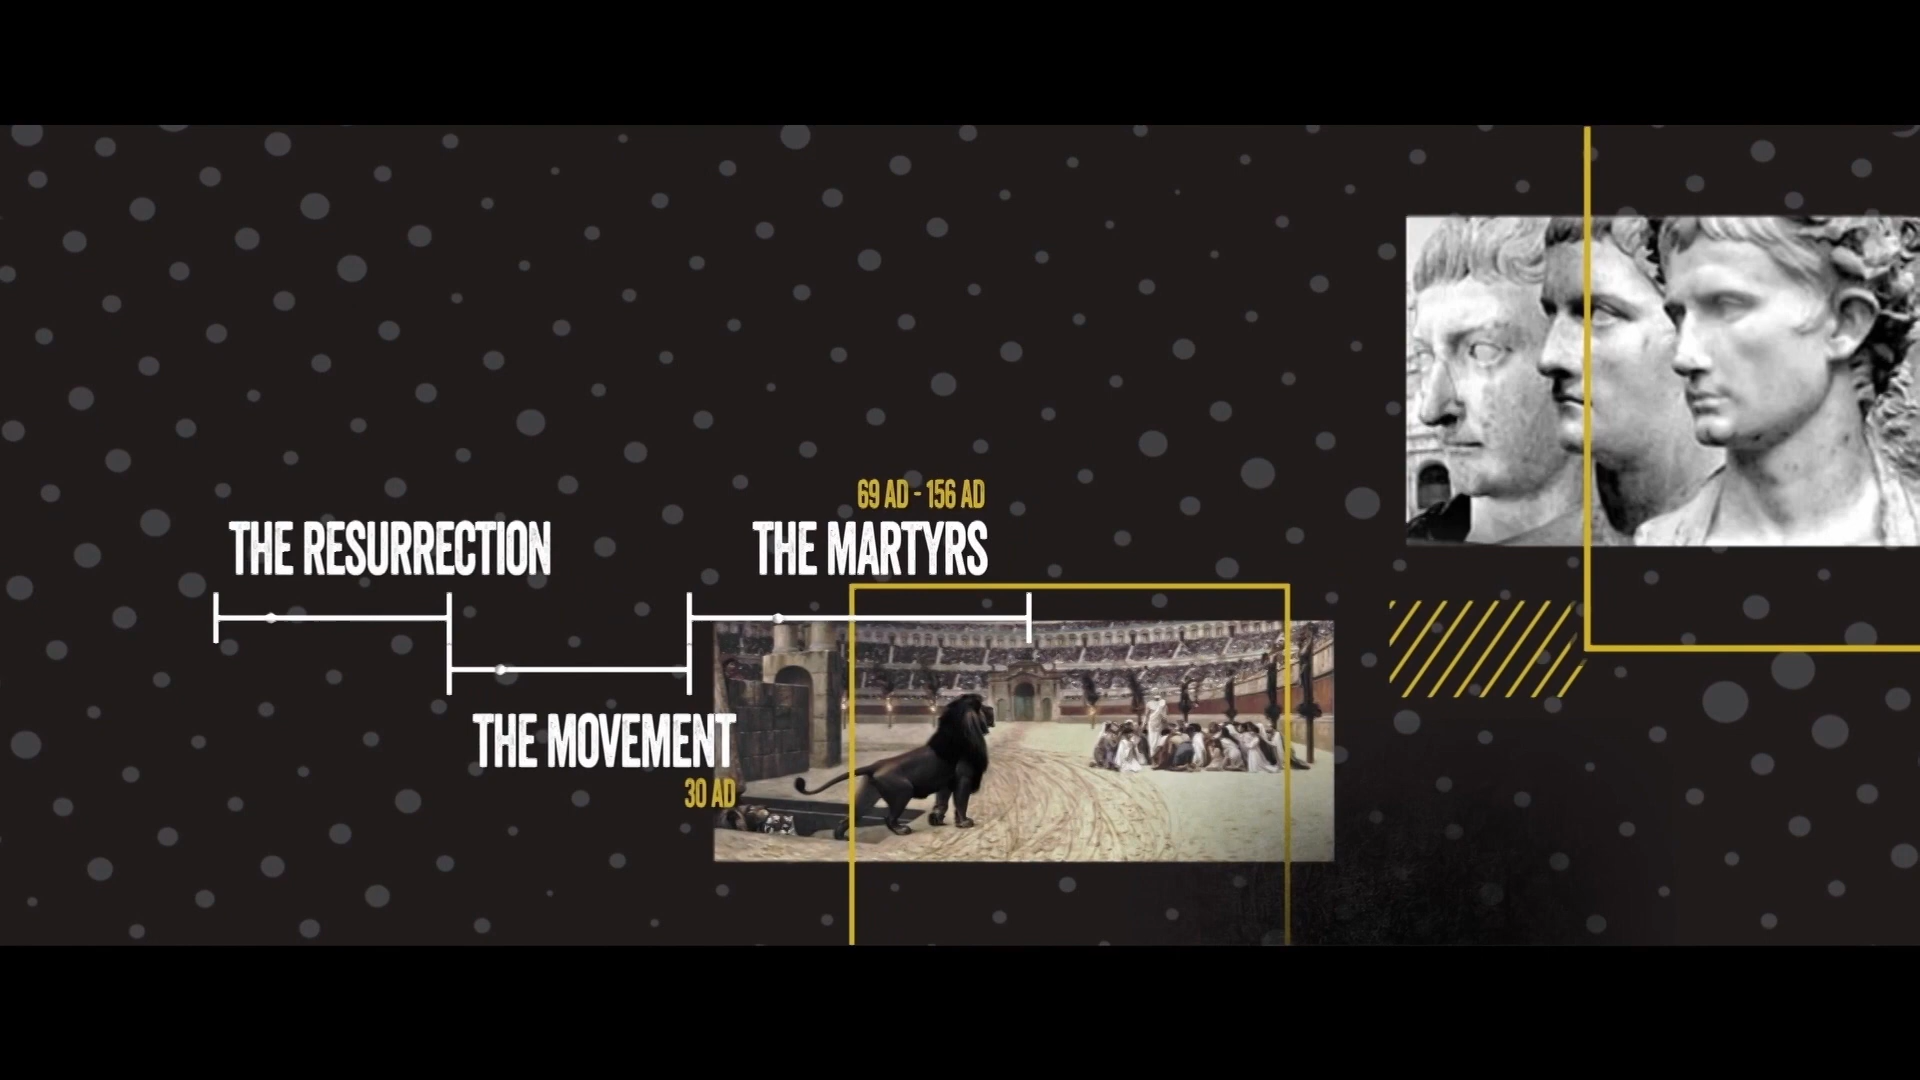 THE RESURRECTION
THE MOVEMENT
30 AD
69 AD - 156 AD
THE MARTYRS